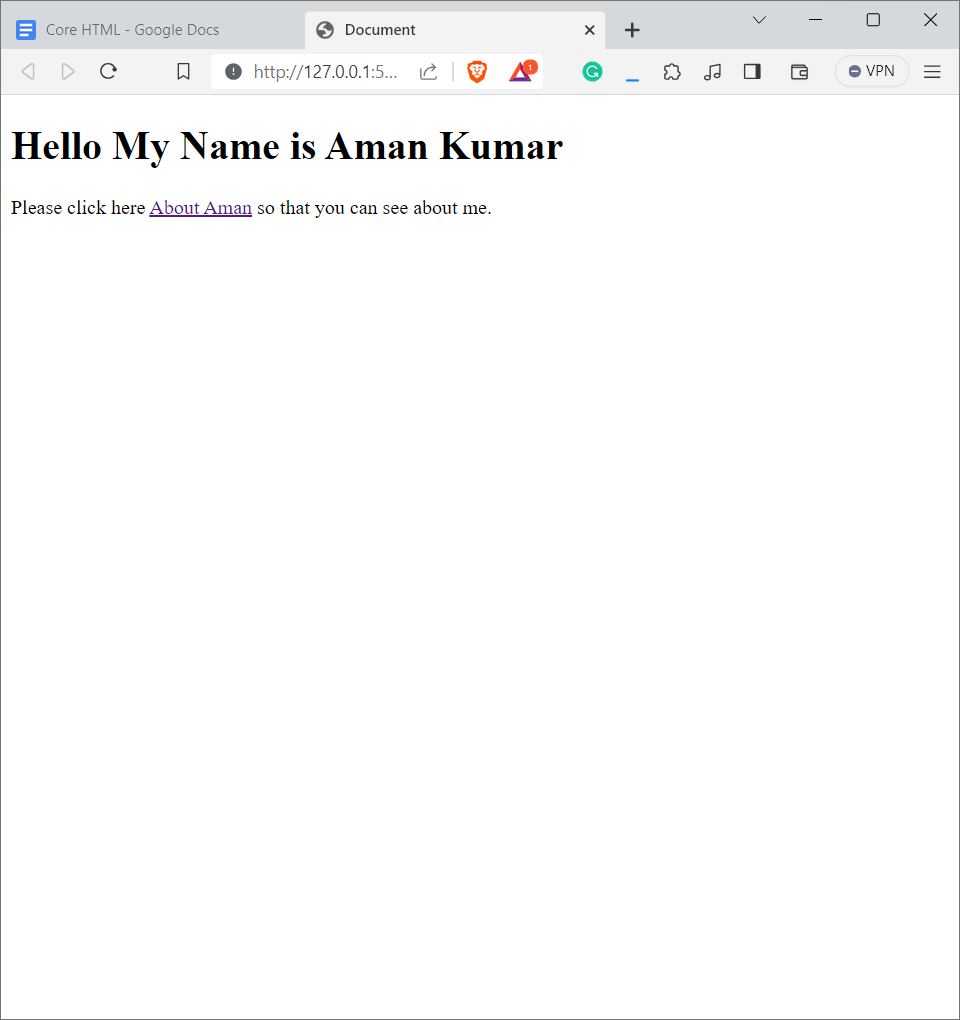 Core HTML - Google Docs
Document
http://127.0.0.1:5...
1
VPN
Hello My Name is Aman Kumar
Please click here About Aman so that you can see about me.